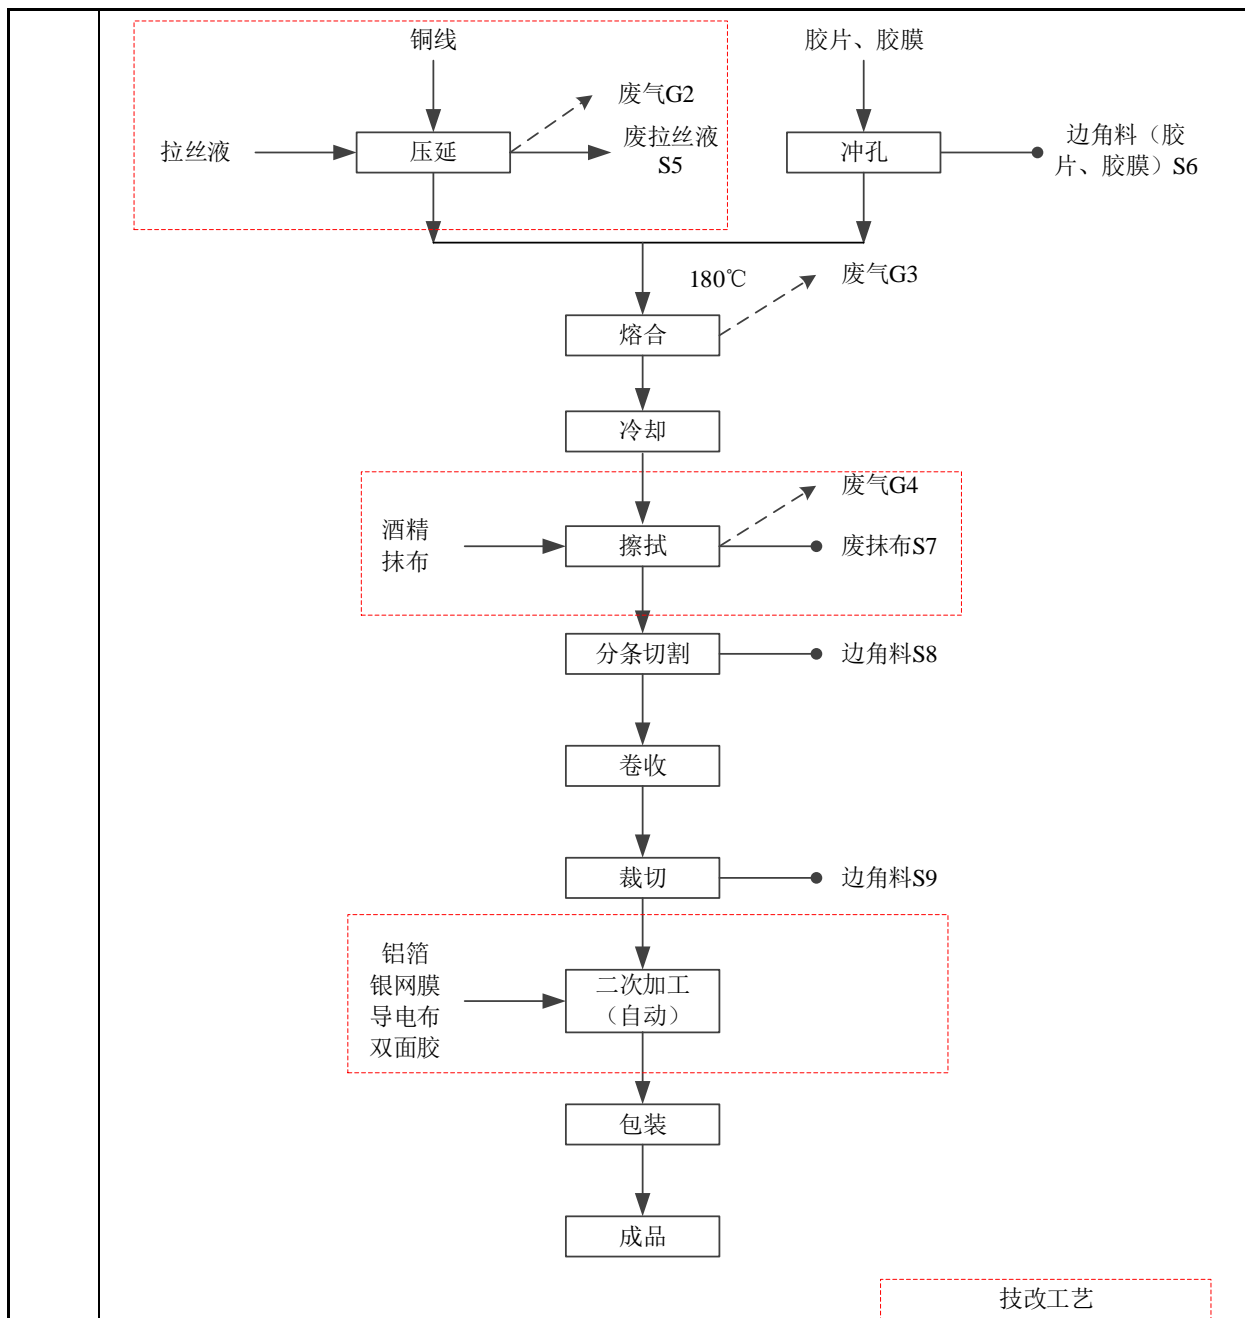 铜线
胶片、胶膜
废气G2
拉丝液
压延
废拉丝液
S5
冲孔
边角料（胶
片、胶膜）S6
180℃
废气G3
熔合
冷却
废气G4
酒精
抹布
擦拭
废抹布S7
分条切割
边角料S8
卷收
裁切
边角料S9
铝箔
银网膜
导电布
双面胶
二次加工
（自动）
包装
成品
技改工艺